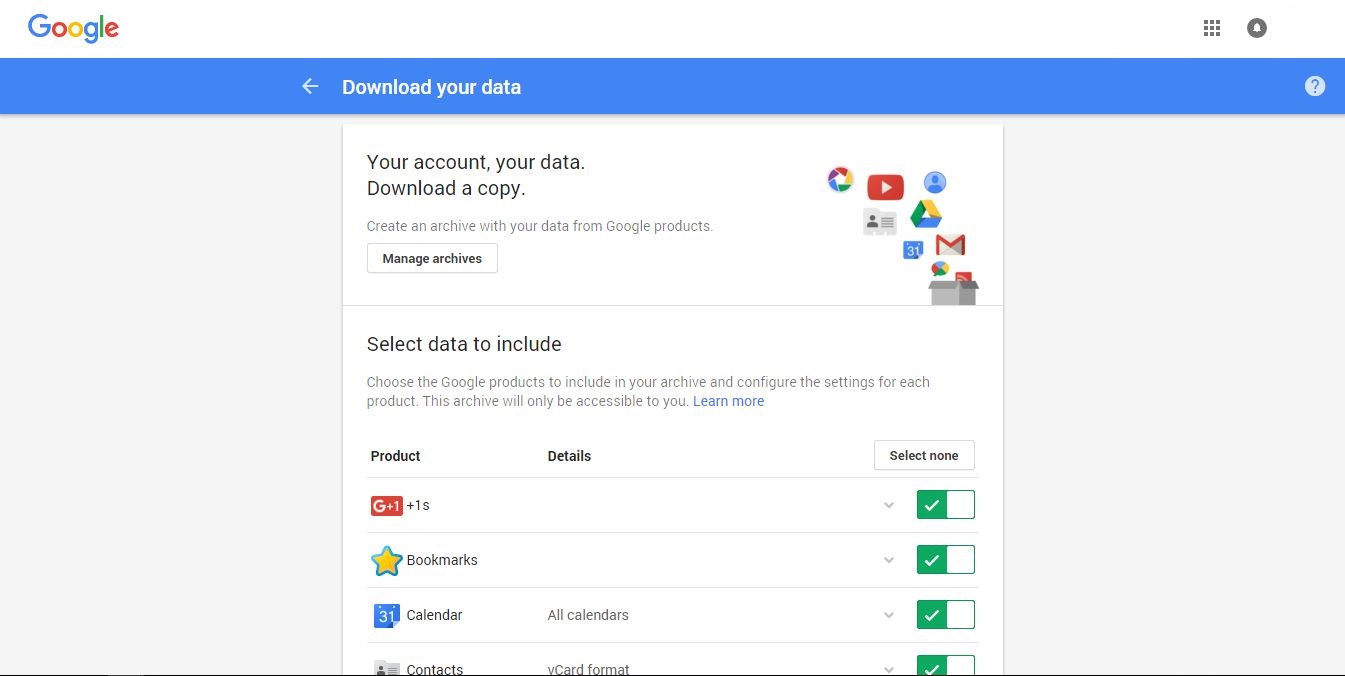 Google
Download your data
?
Your account, your data.
Download a copy.
Create an archive with your data from Google products.
Manage archives
31
Select data to include
Choose the Google products to include in your archive and configure the settings for each
product. This archive will only be accessible to you. Learn more
Product Details Select none
G+1 +1s
Bookmarks
31 Calendar All calendars
Contacts vCard format